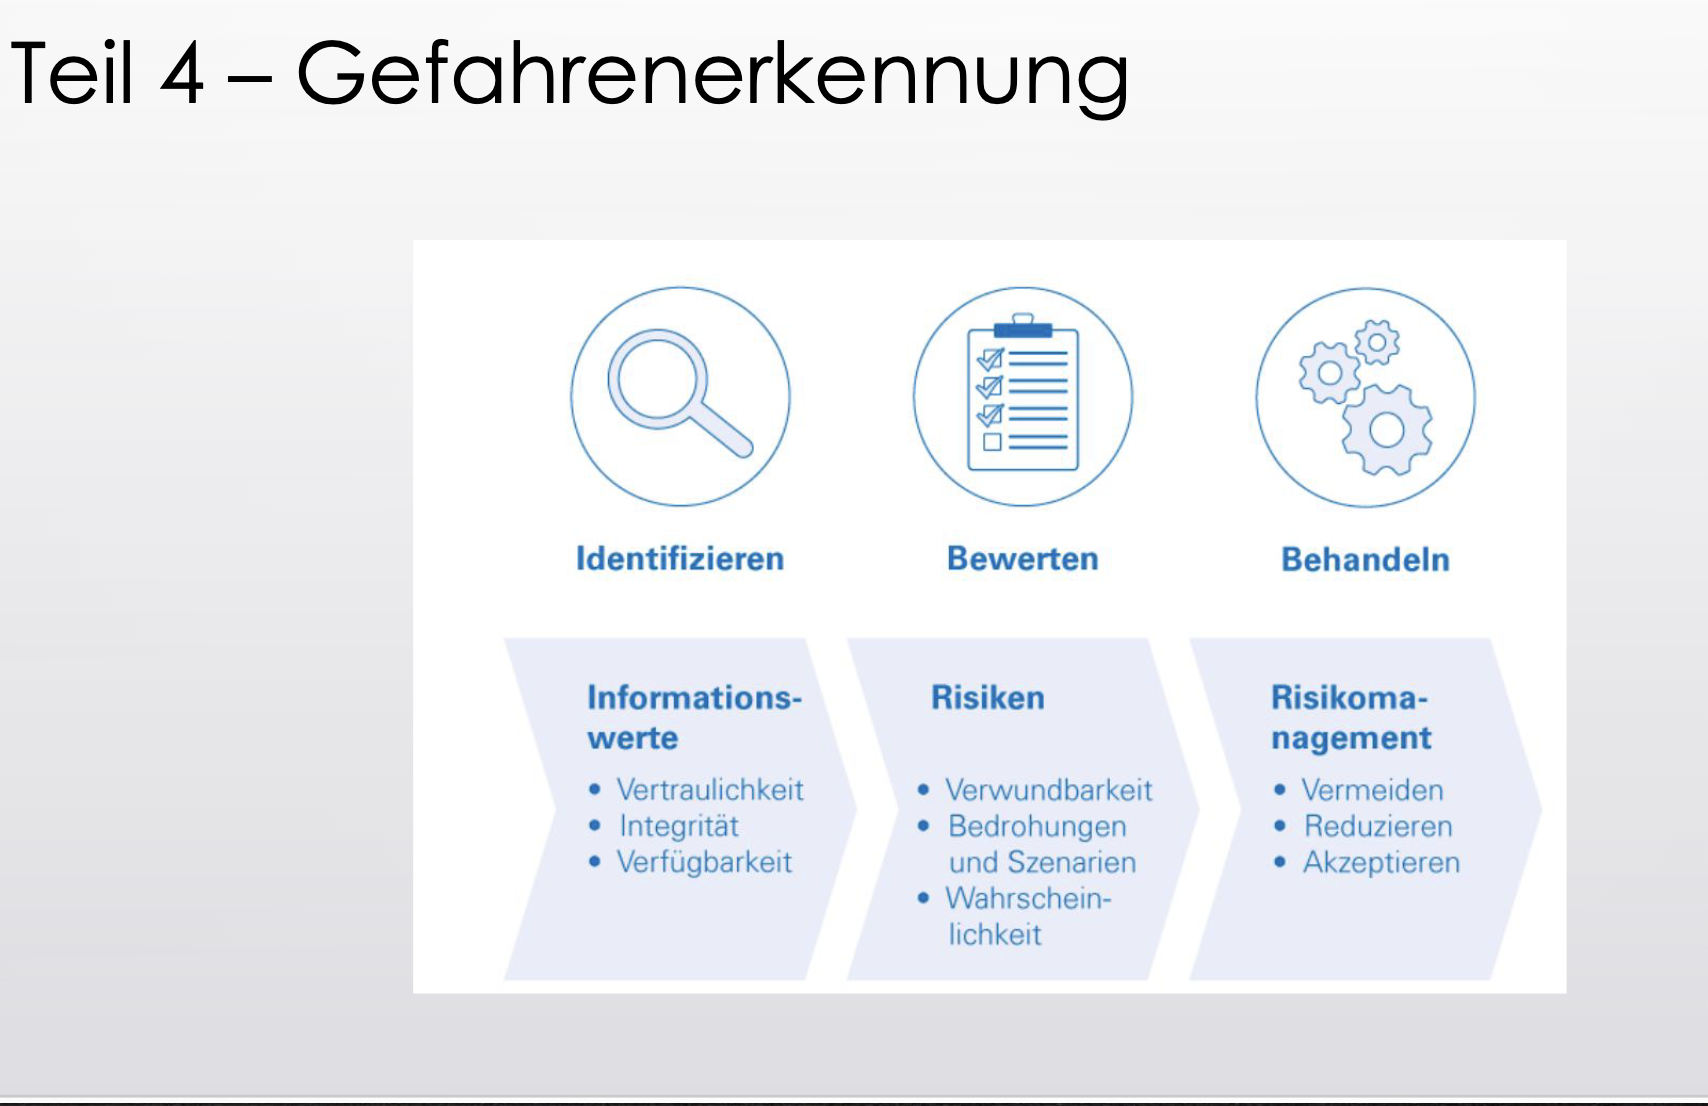 Teil 4 – Gefahrenerkennung
Identifizieren
Bewerten
Behandeln
Informations-
werte
• Vertraulichkeit
• Integrität
• Verfügbarkeit
Risiken
• Verwundbarkeit
• Bedrohungen
und Szenarien
• Wahrschein-
lichkeit
Risikoma-
nagement
• Vermeiden
• Reduzieren
• Akzeptieren